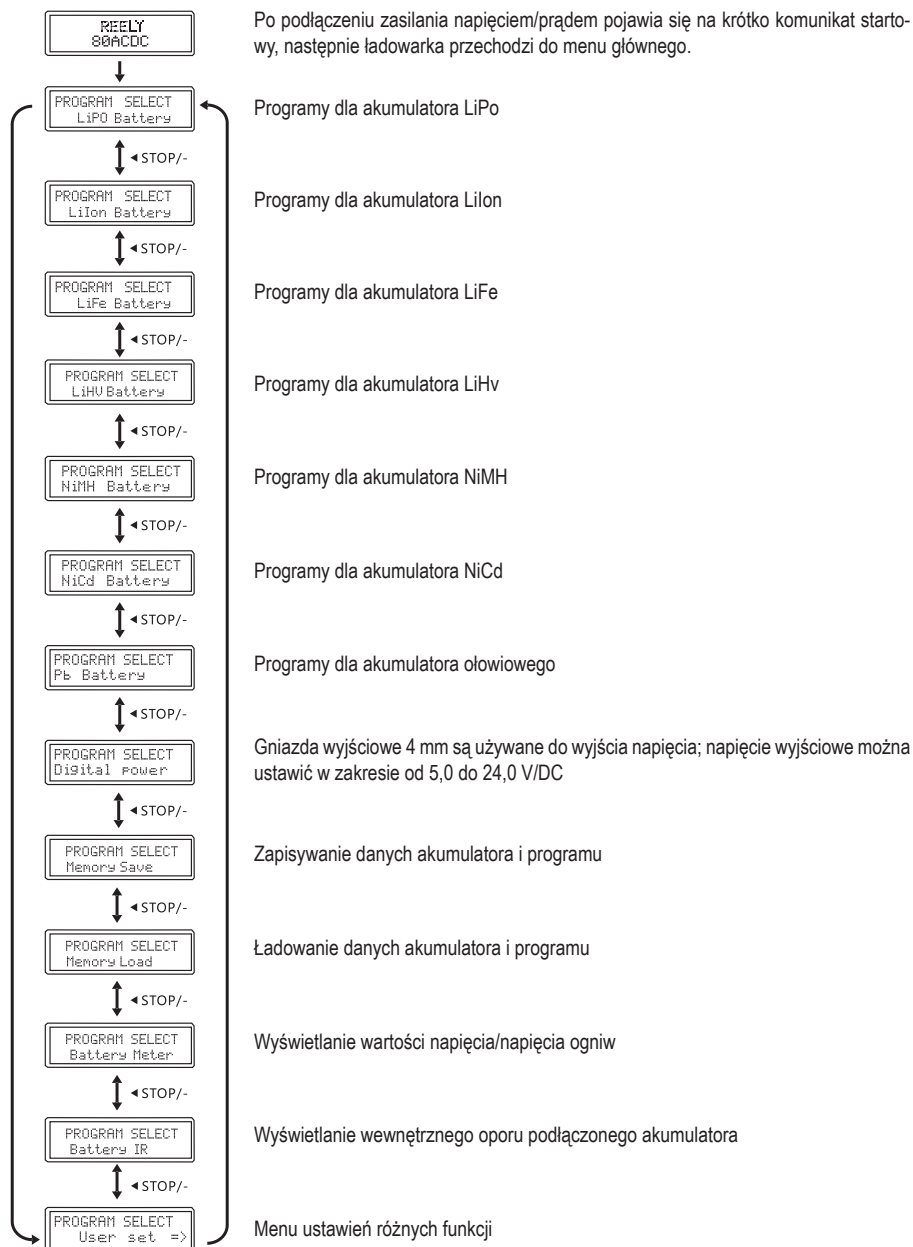 REELY
80ACDC
Po podłączeniu zasilania napięciem/prądem pojawia się na krótko komunikat starto-
wy, następnie ładowarka przechodzi do menu głównego.
PROGRAM SELECT
LiPO Battery
Programy dla akumulatora LiPo
◂ STOP/-
PROGRAM SELECT
LiIon Battery
Programy dla akumulatora LiIon
◂ STOP/-
PROGRAM SELECT
LiFe Battery
Programy dla akumulatora LiFe
◂ STOP/-
PROGRAM SELECT
LiHV Battery
Programy dla akumulatora LiHv
◂ STOP/-
PROGRAM SELECT
NiMH Battery
Programy dla akumulatora NiMH
◂ STOP/-
PROGRAM SELECT
NiCd Battery
Programy dla akumulatora NiCd
◂ STOP/-
PROGRAM SELECT
Pb Battery
Programy dla akumulatora ołowiowego
◂ STOP/-
PROGRAM SELECT
Digital power
Gniazda wyjściowe 4 mm są używane do wyjścia napięcia; napięcie wyjściowe można
ustawić w zakresie od 5,0 do 24,0 V/DC
◂ STOP/-
PROGRAM SELECT
Memory Save
Zapisywanie danych akumulatora i programu
◂ STOP/-
PROGRAM SELECT
Memory Load
Ładowanie danych akumulatora i programu
◂ STOP/-
PROGRAM SELECT
Battery Meter
Wyświetlanie wartości napięcia/napięcia ogniw
◂ STOP/-
PROGRAM SELECT
Battery IR
Wyświetlanie wewnętrznego oporu podłączonego akumulatora
◂ STOP/-
PROGRAM SELECT
User set =>
Menu ustawień różnych funkcji